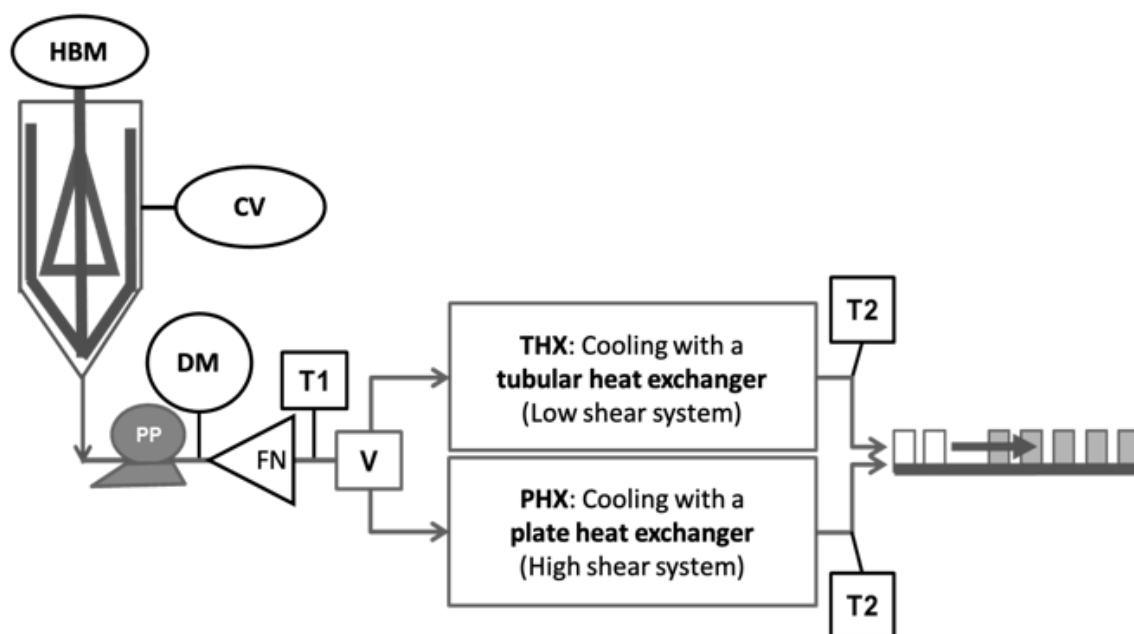 HBM
CV
DM
T1
PP
FN
V
THX: Cooling with a
tubular heat exchanger
(Low shear system)
T2
PHX: Cooling with a
plate heat exchanger
(High shear system)
T2